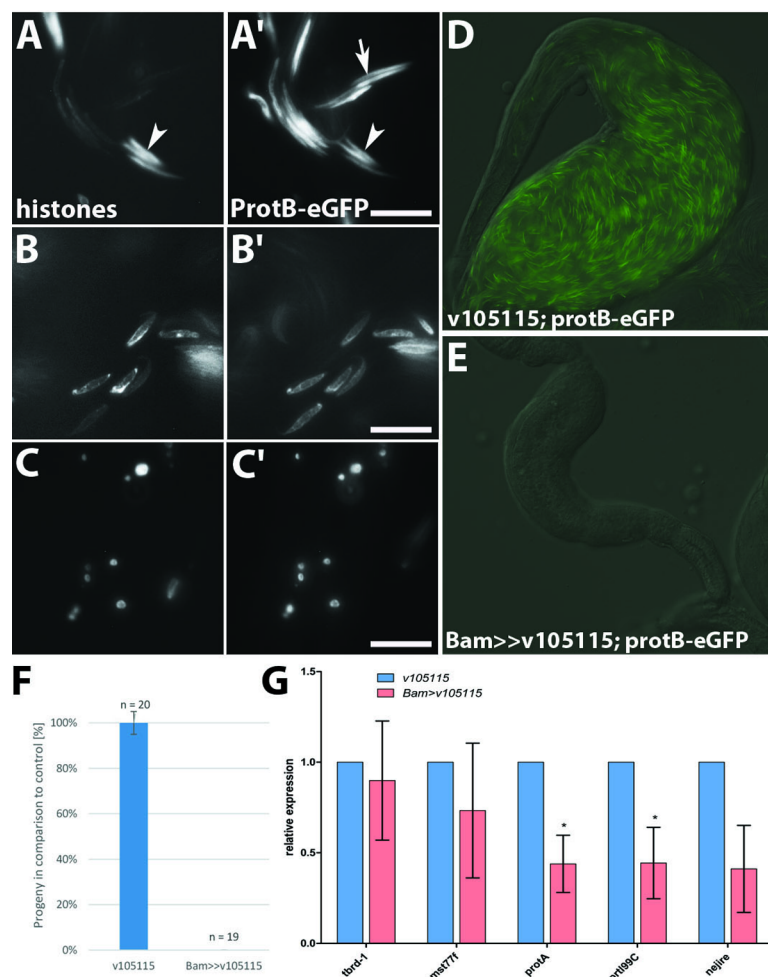 A
histones
A'
ProtB-eGFP
B
B'
C
C'
D
v105115; protB-eGFP
E
Bam>>v105115; protB-eGFP
F
Progeny in comparison to control [%]
100%
80%
60%
40%
20%
0%
n = 20
n = 19
v105115
Bam>>v105115
G
relative expression
1.5
1.0
0.5
0.0
v105115
Bam>v105115
*
*
tbrd-1
mst77f
protA
prtl99C
nejire